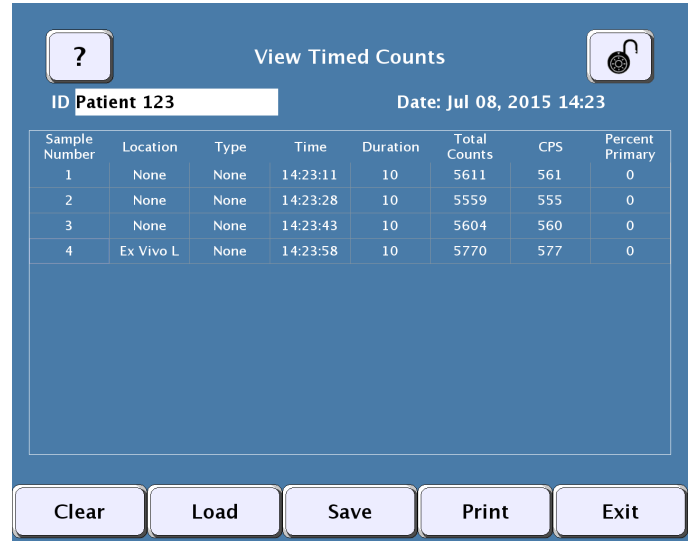 ?
View Timed Counts
ID Patient 123
Date: Jul 08, 2015 14:23
Sample Number Location Type Time Duration Total Counts CPS Percent Primary
1 None None 14:23:11 10 5611 561 0
2 None None 14:23:28 10 5559 555 0
3 None None 14:23:43 10 5604 560 0
4 Ex Vivo L None 14:23:58 10 5770 577 0
Clear Load Save Print Exit